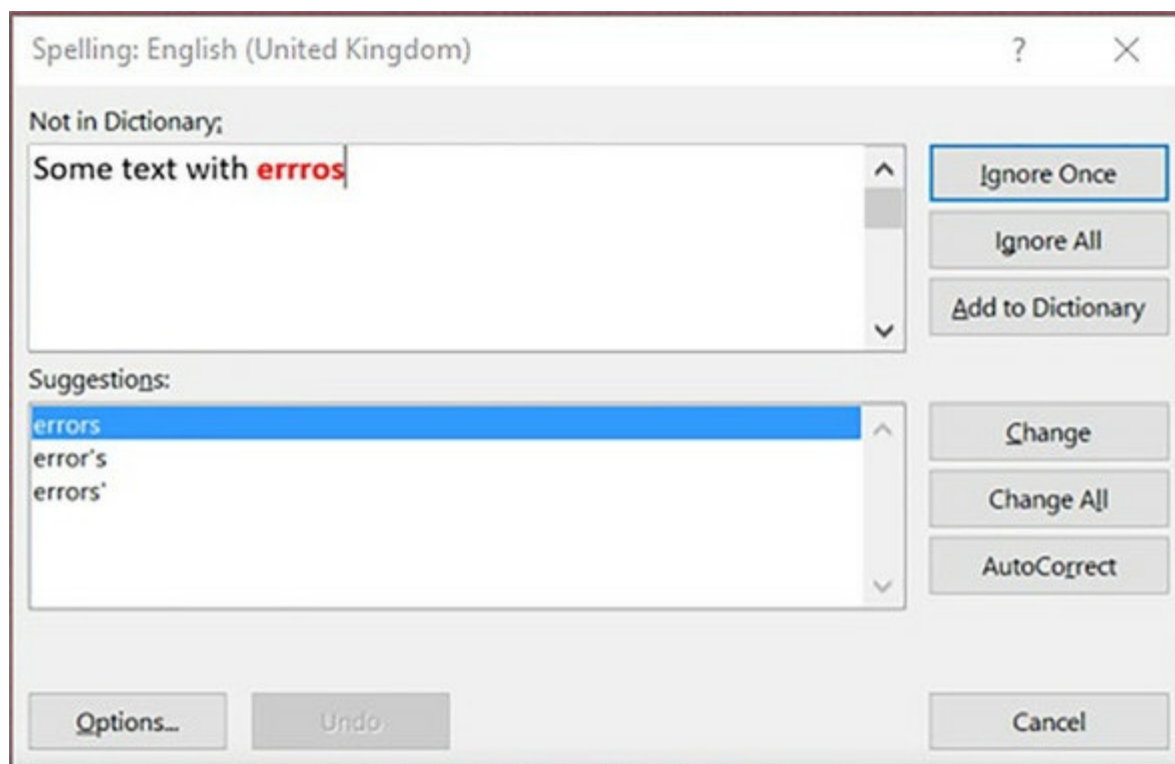 Spelling: English (United Kingdom)
? ×
Not in Dictionary:
Some text with errros
Ignore Once
Ignore All
Add to Dictionary
Suggestions:
errors
error's
errors'
Change
Change All
AutoCorrect
Options...
Undo
Cancel